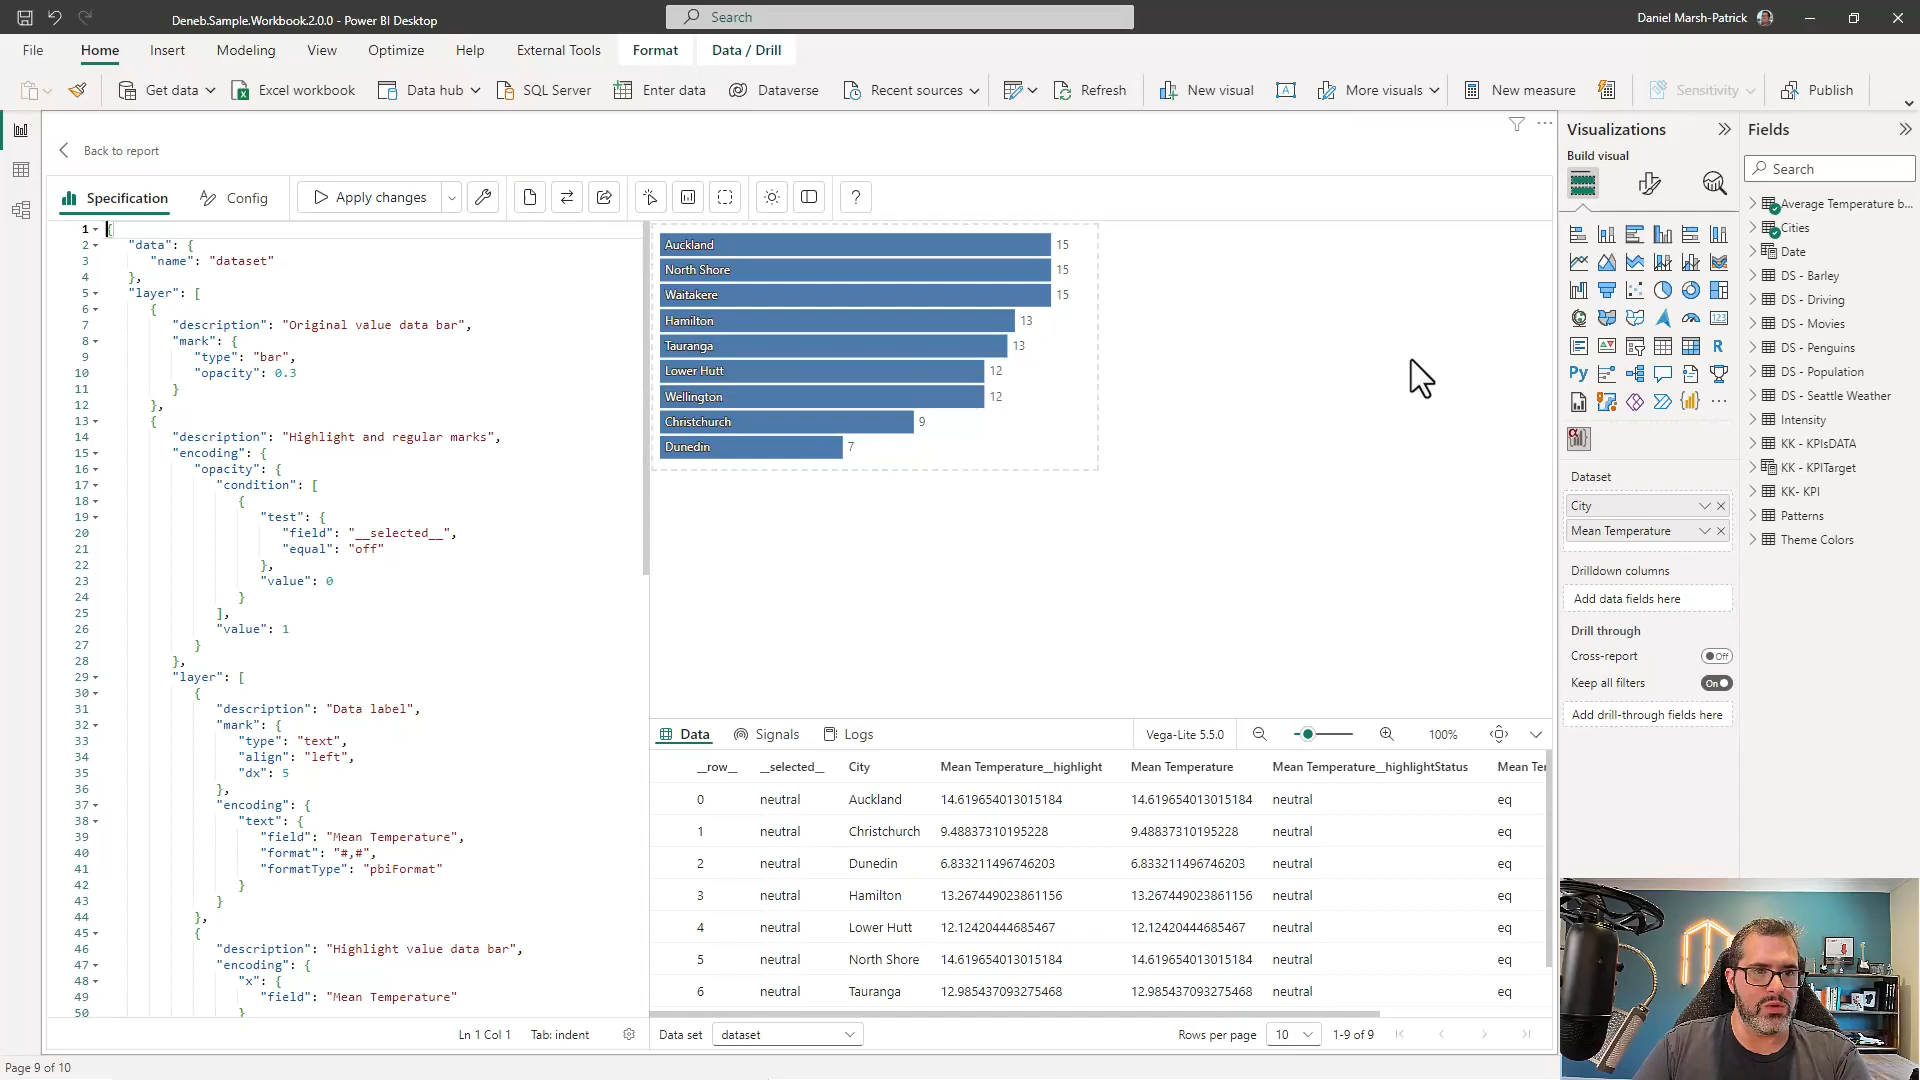 Deneb.Sample.Workbook.2.0.0 - Power BI Desktop
Search
Daniel Marsh-Patrick
File Home Insert Modeling View Optimize Help External Tools Format Data / Drill
Get data Excel workbook Data hub SQL Server Enter data Dataverse Recent sources Refresh New visual More visuals New measure Sensitivity Publish
Back to report
Specification Config Apply changes ?
1 {
2 "data": {
3 "name": "dataset"
4 },
5 "layer": [
6 {
7 "description": "Original value data bar",
8 "mark": {
9 "type": "bar",
10 "opacity": 0.3
11 }
12 },
13 {
14 "description": "Highlight and regular marks",
15 "encoding": {
16 "opacity": {
17 "condition": [
18 {
19 "test": {
20 "field": "__selected__",
21 "equal": "off"
22 },
23 "value": 0
24 }
25 ],
26 "value": 1
27 }
28 },
29 "layer": [
30 {
31 "description": "Data label",
32 "mark": {
33 "type": "text",
34 "align": "left",
35 "dx": 5
36 },
37 "encoding": {
38 "text": {
39 "field": "Mean Temperature",
40 "format": "#,#",
41 "formatType": "pbiFormat"
42 }
43 }
44 },
45 {
46 "description": "Highlight value data bar",
47 "encoding": {
48 "x": {
49 "field": "Mean Temperature"
50 }
Ln 1 Col 1 Tab: indent
Auckland 15
North Shore 15
Waitakere 15
Hamilton 13
Tauranga 13
Lower Hutt 12
Wellington 12
Christchurch 9
Dunedin 7
Data Signals Logs Vega-Lite 5.5.0 100%
__row__ __selected__ City Mean Temperature__highlight Mean Temperature Mean Temperature__highlightStatus Mean Ter
0 neutral Auckland 14.619654013015184 14.619654013015184 neutral eq
1 neutral Christchurch 9.48837310195228 9.48837310195228 neutral eq
2 neutral Dunedin 6.833211496746203 6.833211496746203 neutral eq
3 neutral Hamilton 13.267449023861156 13.267449023861156 neutral eq
4 neutral Lower Hutt 12.12420444685467 12.12420444685467 neutral eq
5 neutral North Shore 14.619654013015184 14.619654013015184 neutral eq
6 neutral Tauranga 12.985437093275468 12.985437093275468 neutral eq
Data set dataset Rows per page 10 1-9 of 9
Visualizations
Build visual
123
R
Py
Dataset
City
Mean Temperature
Drilldown columns
Add data fields here
Drill through
Cross-report Off
Keep all filters On
Add drill-through fields here
Fields
Search
Average Temperature b...
Cities
Date
DS - Barley
DS - Driving
DS - Movies
DS - Penguins
DS - Population
DS - Seattle Weather
Intensity
KK - KPIsDATA
KK - KPITarget
KK- KPI
Patterns
Theme Colors
Page 9 of 10